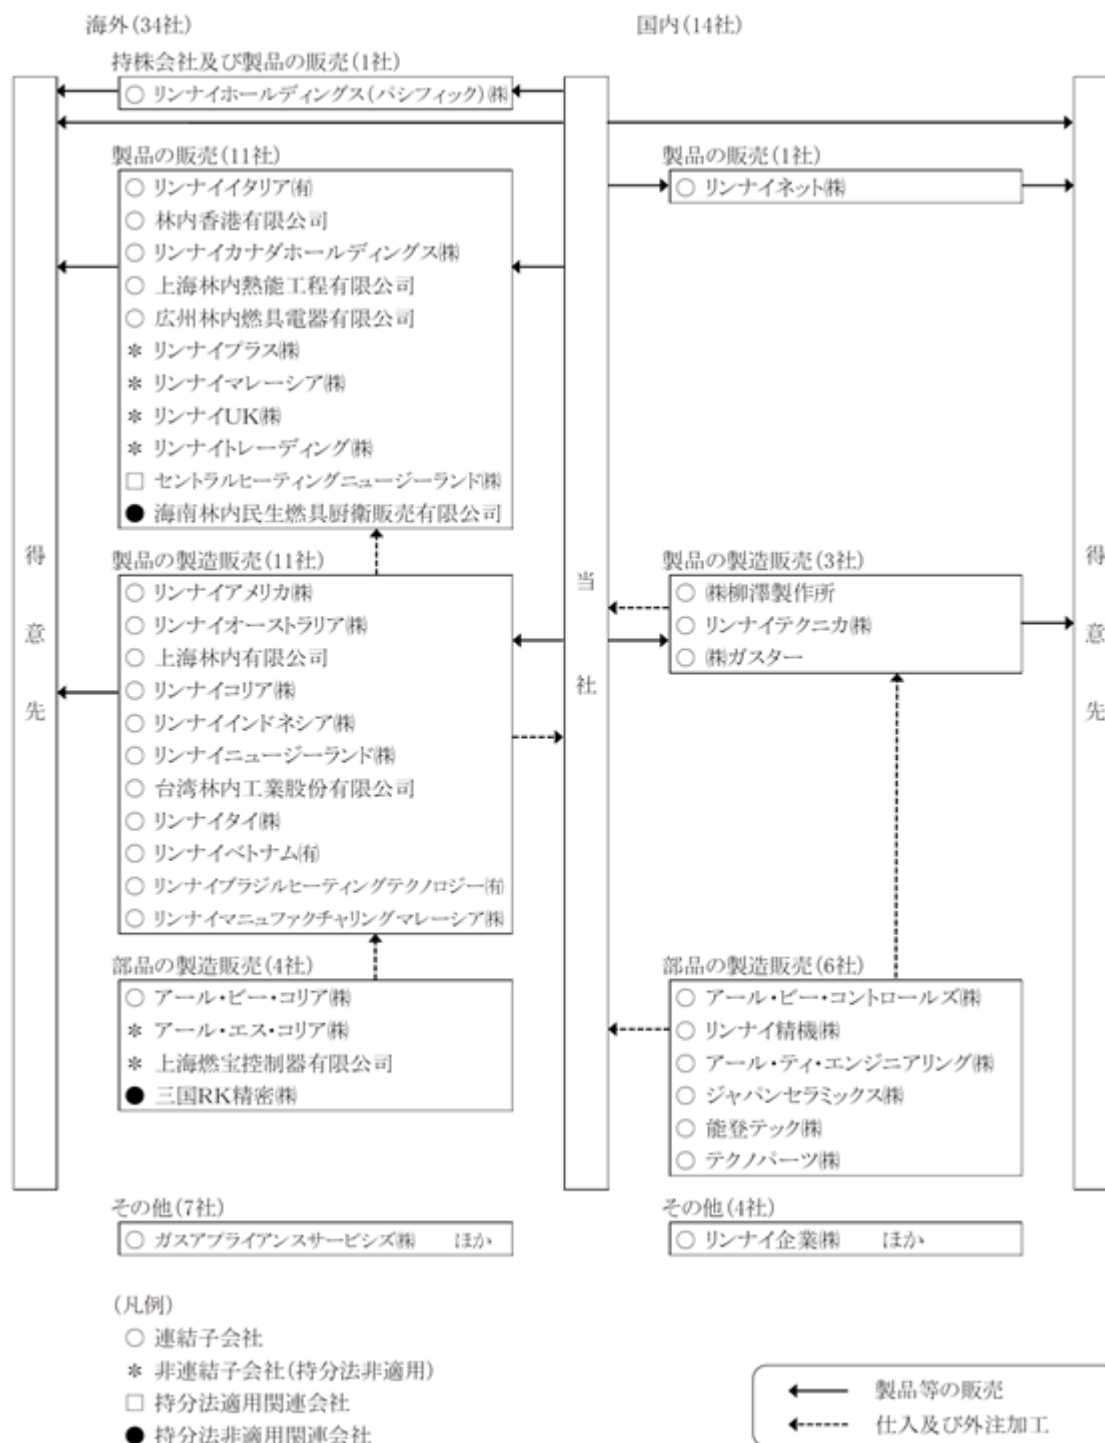 海外(34社)
国内(14社)
持株会社及び製品の販売(1社)
○ リンナイホールディングス(パシフィック)㈱
製品の販売(11社)
○ リンナイイタリア㈲
○ 林内香港有限公司
○ リンナイカナダホールディングス㈱
○ 上海林内熱能工程有限公司
○ 広州林内燃具電器有限公司
* リンナイプラス㈱
* リンナイマレーシア㈱
* リンナイUK㈱
* リンナイトレーディング㈱
□ セントラルヒーティングニュージーランド㈱
● 海南林内民生燃具厨衛販売有限公司
製品の製造販売(11社)
○ リンナイアメリカ㈱
○ リンナイオーストラリア㈱
○ 上海林内有限公司
○ リンナイコリア㈱
○ リンナイインドネシア㈱
○ リンナイニュージーランド㈱
○ 台湾林内工業股份有限公司
○ リンナイタイ㈱
○ リンナイベトナム㈲
○ リンナイブラジルヒーティングテクノロジー㈲
○ リンナイマニュファクチャリングマレーシア㈱
部品の製造販売(4社)
○ アール・ビー・コリア㈱
* アール・エス・コリア㈱
* 上海燃宝控制器有限公司
● 三国RK精密㈱
その他(7社)
○ ガスアプライアンスサービシズ㈱ ほか
得意先
当社
製品の販売(1社)
○ リンナイネット㈱
製品の製造販売(3社)
○ ㈱柳澤製作所
○ リンナイテクニカ㈱
○ ㈱ガスター
部品の製造販売(6社)
○ アール・ビー・コントロールズ㈱
○ リンナイ精機㈱
○ アール・ティ・エンジニアリング㈱
○ ジャパンセラミックス㈱
○ 能登テック㈱
○ テクノパーツ㈱
その他(4社)
○ リンナイ企業㈱ ほか
得意先
(凡例)
○ 連結子会社
* 非連結子会社(持分法非適用)
□ 持分法適用関連会社
● 持分法非適用関連会社
製品等の販売
仕入及び外注加工